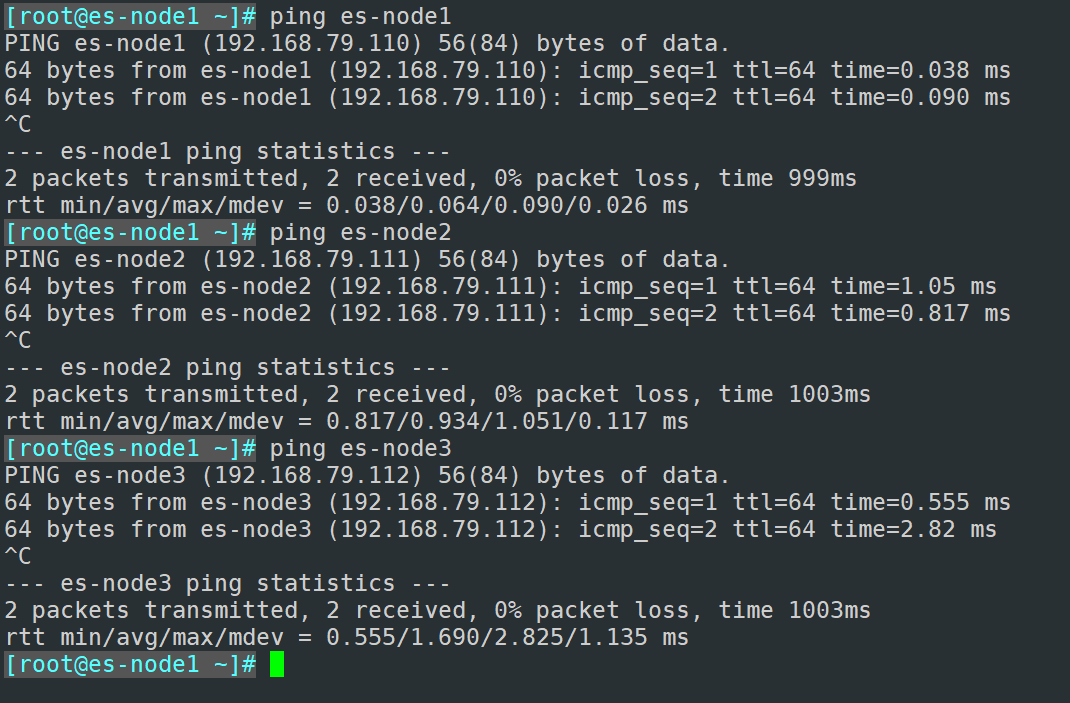 [root@es-node1 ~]# ping es-node1
PING es-node1 (192.168.79.110) 56(84) bytes of data.
64 bytes from es-node1 (192.168.79.110): icmp_seq=1 ttl=64 time=0.038 ms
64 bytes from es-node1 (192.168.79.110): icmp_seq=2 ttl=64 time=0.090 ms
^C
--- es-node1 ping statistics ---
2 packets transmitted, 2 received, 0% packet loss, time 999ms
rtt min/avg/max/mdev = 0.038/0.064/0.090/0.026 ms
[root@es-node1 ~]# ping es-node2
PING es-node2 (192.168.79.111) 56(84) bytes of data.
64 bytes from es-node2 (192.168.79.111): icmp_seq=1 ttl=64 time=1.05 ms
64 bytes from es-node2 (192.168.79.111): icmp_seq=2 ttl=64 time=0.817 ms
^C
--- es-node2 ping statistics ---
2 packets transmitted, 2 received, 0% packet loss, time 1003ms
rtt min/avg/max/mdev = 0.817/0.934/1.051/0.117 ms
[root@es-node1 ~]# ping es-node3
PING es-node3 (192.168.79.112) 56(84) bytes of data.
64 bytes from es-node3 (192.168.79.112): icmp_seq=1 ttl=64 time=0.555 ms
64 bytes from es-node3 (192.168.79.112): icmp_seq=2 ttl=64 time=2.82 ms
^C
--- es-node3 ping statistics ---
2 packets transmitted, 2 received, 0% packet loss, time 1003ms
rtt min/avg/max/mdev = 0.555/1.690/2.825/1.135 ms
[root@es-node1 ~]#